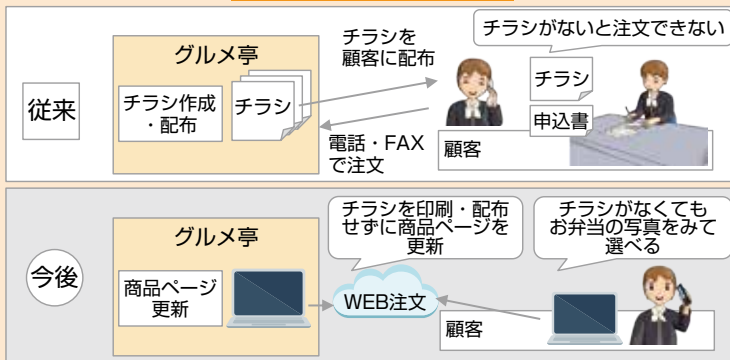 従来
グルメ亭
チラシ作成
・配布
チラシ
チラシを
顧客に配布
電話・FAX
で注文
チラシがないと注文できない
チラシ
申込書
顧客
今後
グルメ亭
商品ページ
更新
チラシを印刷・配布
せずに商品ページを
更新
WEB注文
チラシがなくても
お弁当の写真をみて
選べる
顧客